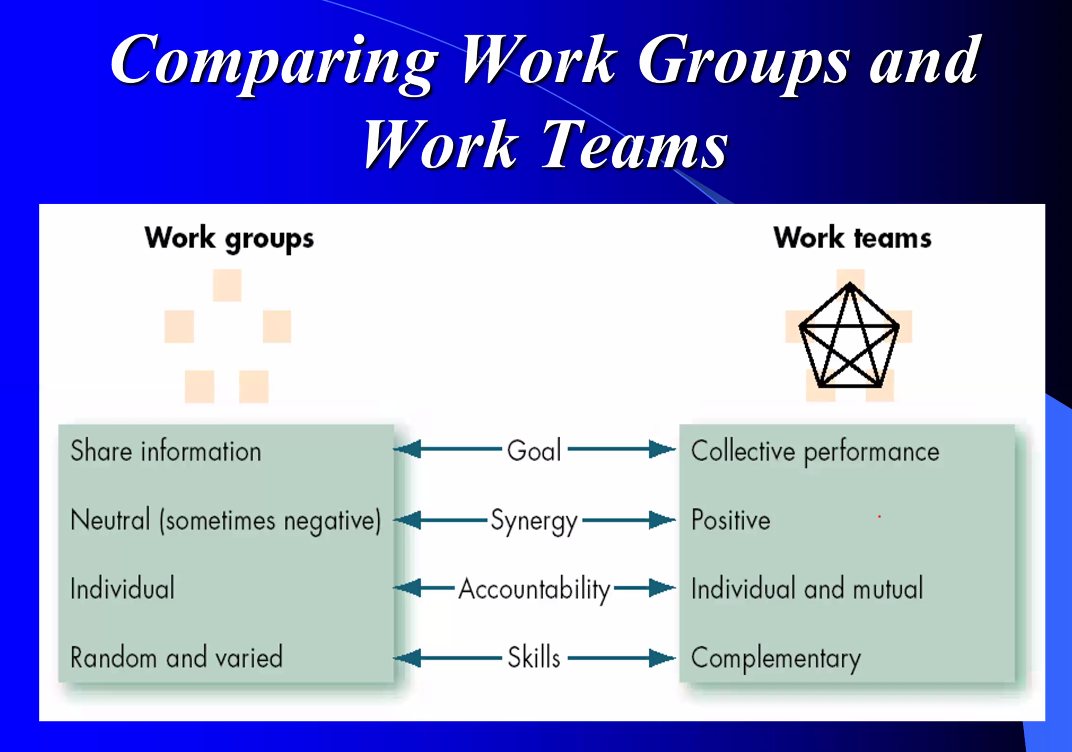 Comparing Work Groups and
Work Teams
Work groups
Work teams
Share information
Goal
Collective performance
Neutral (sometimes negative)
Synergy
Positive
Individual
Accountability
Individual and mutual
Random and varied
Skills
Complementary